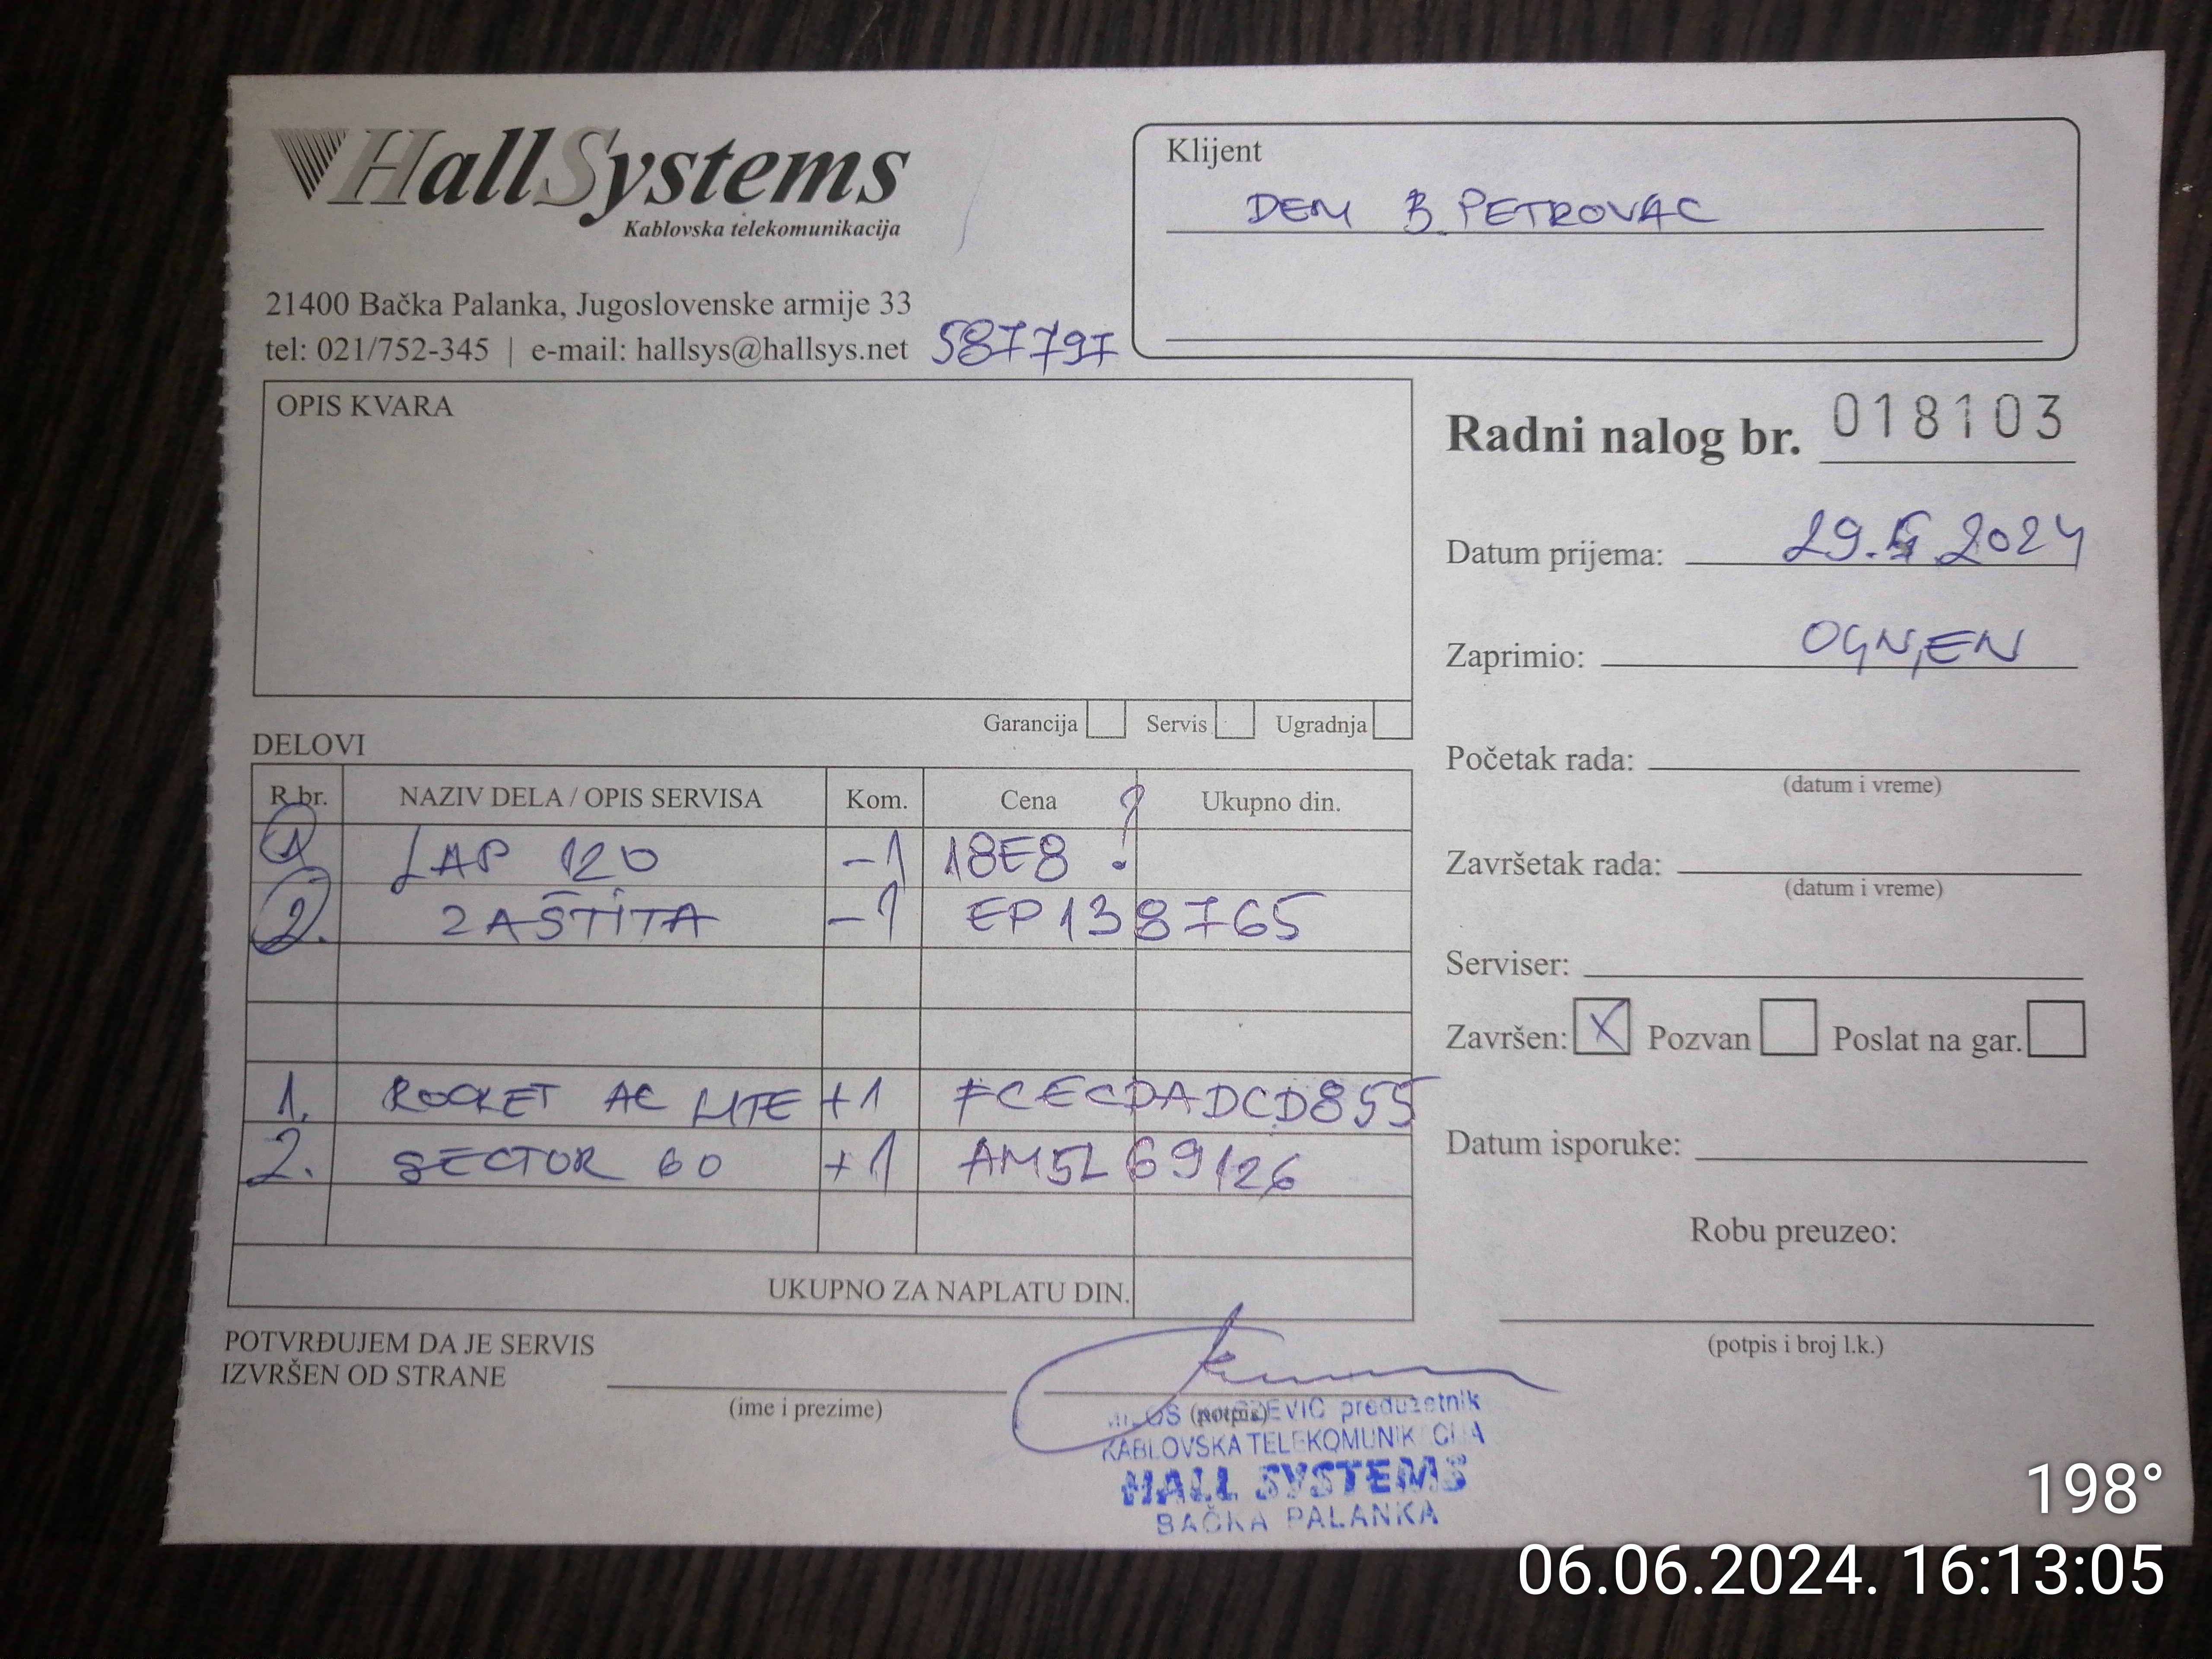 HallSystems
Kablovska telekomunikacija
21400 Bačka Palanka, Jugoslovenske armije 33
tel: 021/752-345 | e-mail: hallsys@hallsys.net 587797
Klijent
DEM B. PETROVAC
OPIS KVARA
Garancija Servis Ugradnja
Radni nalog br. 018103
Datum prijema: 29. 2024
Zaprimio: OGNJEN
Početak rada:
(datum i vreme)
Završetak rada:
(datum i vreme)
Serviser:
Završen: X Pozvan Poslat na gar.
Datum isporuke:
Robu preuzeo:
(potpis i broj l.k.)
DELOVI
R.br. NAZIV DELA / OPIS SERVISA Kom. Cena Ukupno din.
1 LAP 120 -1 18E8 ?
2. ZAŠTITA -1 EP138765
1. ROCKET AC LITE +1 FCECDADCD855
2. SECTOR 60 +1 AM5L69126
UKUPNO ZA NAPLATU DIN.
POTVRĐUJEM DA JE SERVIS
IZVRŠEN OD STRANE
(ime i prezime) (potpis)
preduzetnik
KABLOVSKA TELEKOMUNIK CIJA
HALL SYSTEMS
BAČKA PALANKA
198°
06.06.2024. 16:13:05